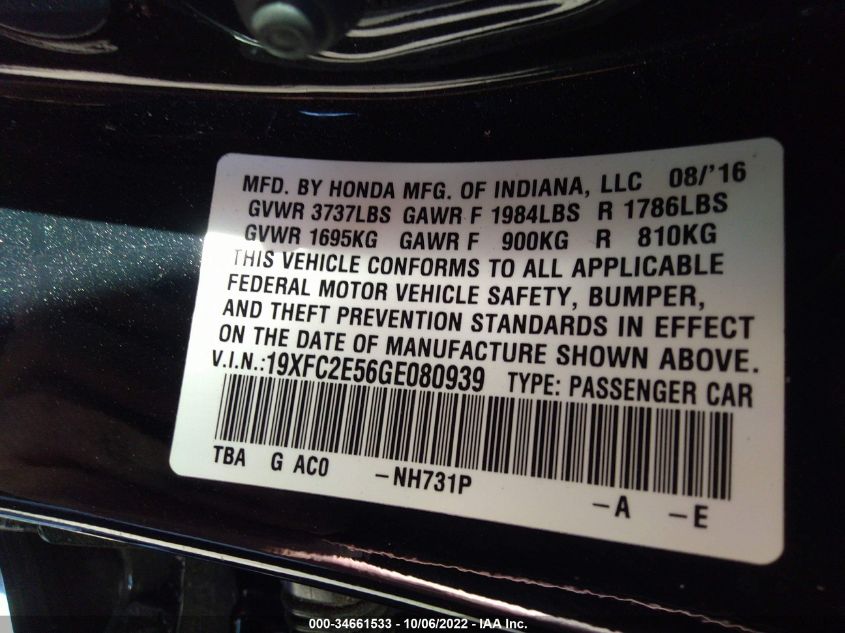 MFD. BY HONDA MFG. OF INDIANA, LLC 08/'16
GVWR 3737LBS GAWR F 1984LBS R 1786LBS
GVWR 1695KG GAWR F 900KG R 810KG
THIS VEHICLE CONFORMS TO ALL APPLICABLE
FEDERAL MOTOR VEHICLE SAFETY, BUMPER,
AND THEFT PREVENTION STANDARDS IN EFFECT
ON THE DATE OF MANUFACTURE SHOWN ABOVE.
V.I.N.:19XFC2E56GE080939 TYPE: PASSENGER CAR
TBA G AC0 -NH731P -A -E
000-34661533 - 10/06/2022 - IAA Inc.